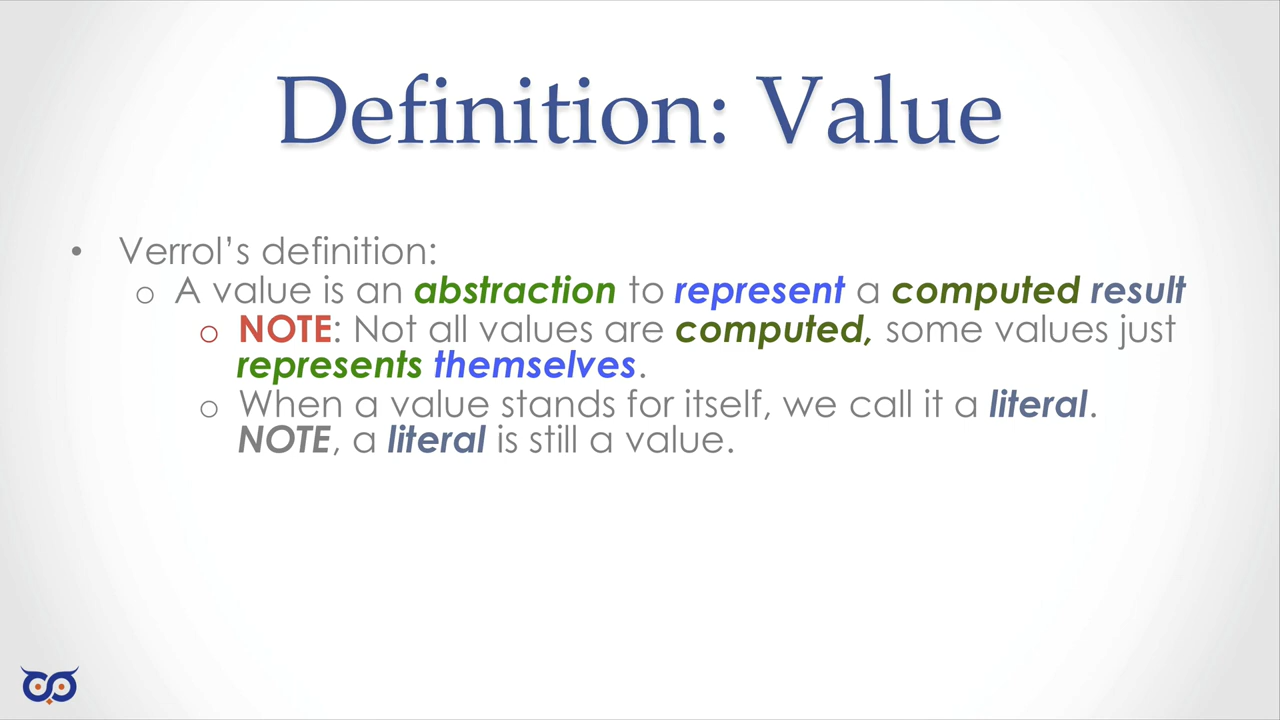 Definition: Value
• Verrol’s definition:
o A value is an abstraction to represent a computed result
o NOTE: Not all values are computed, some values just
represents themselves.
o When a value stands for itself, we call it a literal.
NOTE, a literal is still a value.